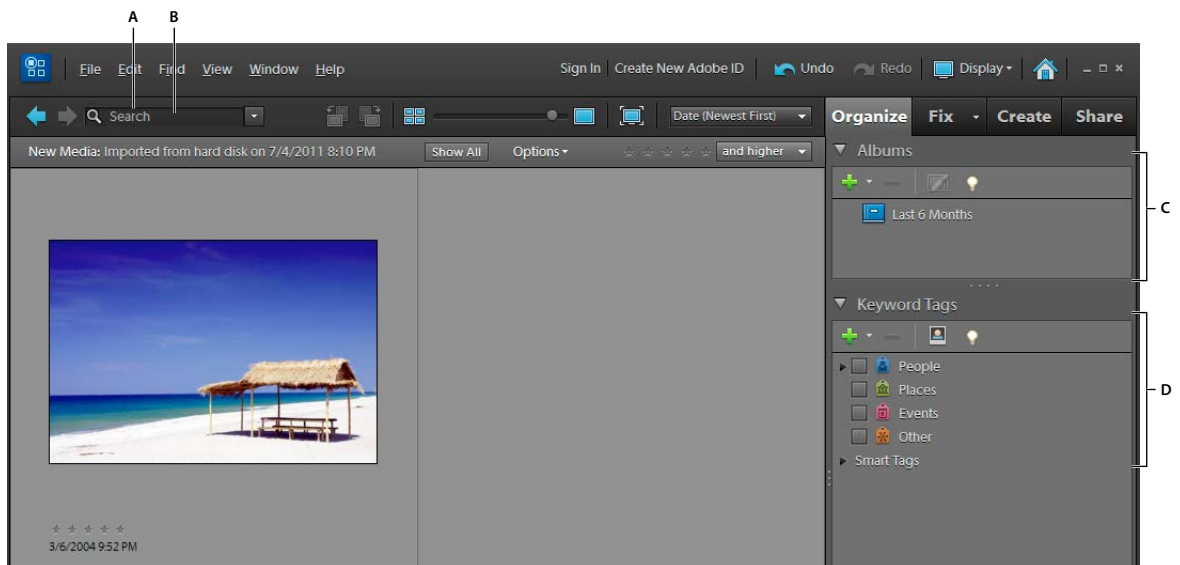 A B
File Edit Find View Window Help Sign In Create New Adobe ID Undo Redo Display
Search Date (Newest First) Organize Fix Create Share
New Media: Imported from hard disk on 7/4/2011 8:10 PM Show All Options and higher
Albums
Last 6 Months
C
Keyword Tags
People
Places
D
Events
Other
Smart Tags
3/6/2004 9:52 PM